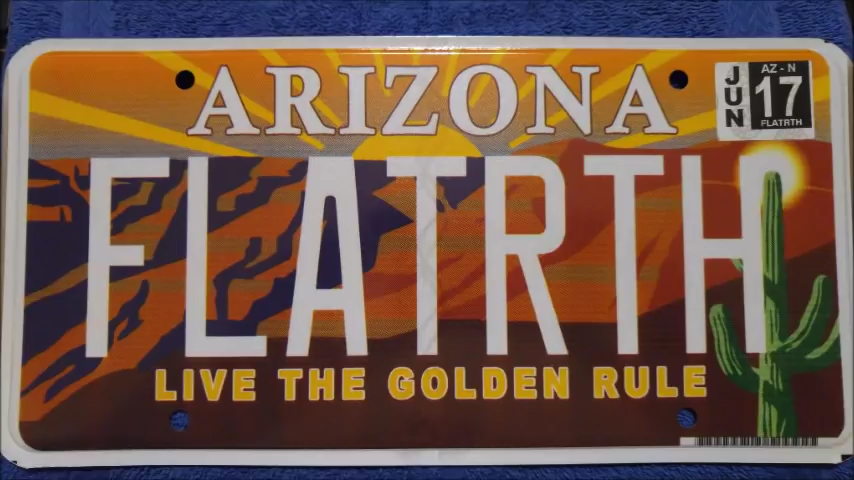 ARIZONA
JUN
AZ - N
17
FLATRTH
FLATRTH
LIVE THE GOLDEN RULE